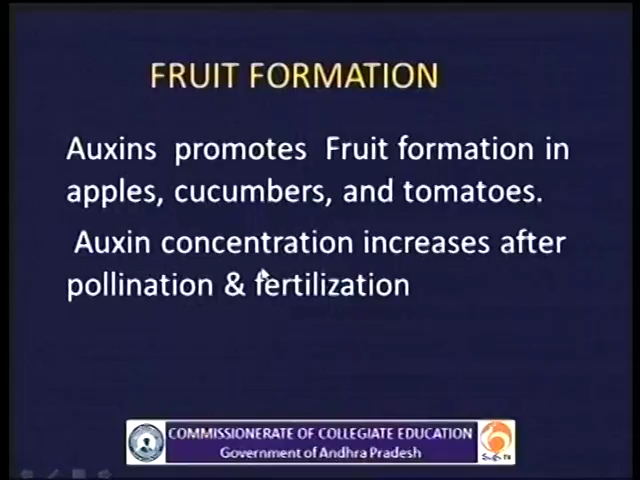 FRUIT FORMATION
Auxins promotes Fruit formation in
apples, cucumbers, and tomatoes.
Auxin concentration increases after
pollination & fertilization
COMMISSIONERATE OF COLLEGIATE EDUCATION
Government of Andhra Pradesh